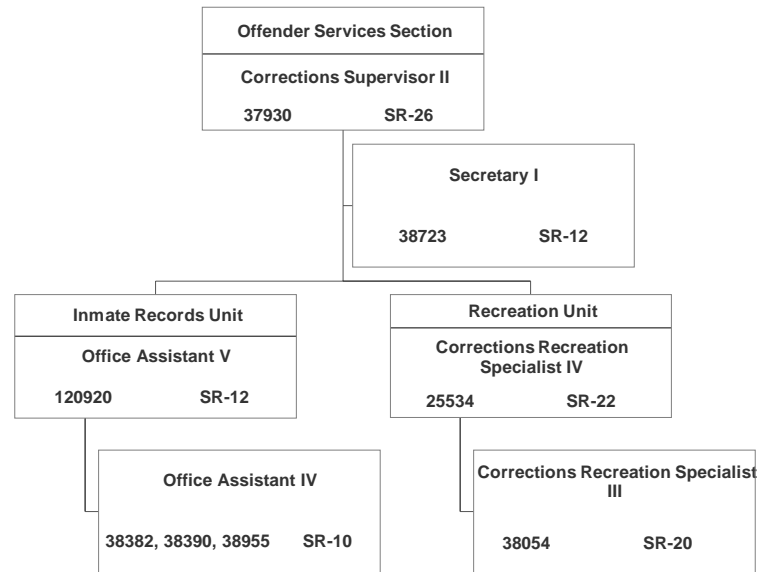 Offender Services Section
Corrections Supervisor II
37930 SR-26
Secretary I
38723 SR-12
Inmate Records Unit
Office Assistant V
120920 SR-12
Recreation Unit
Corrections Recreation
Specialist IV
25534 SR-22
Office Assistant IV
38382, 38390, 38955 SR-10
Corrections Recreation Specialist
III
38054 SR-20